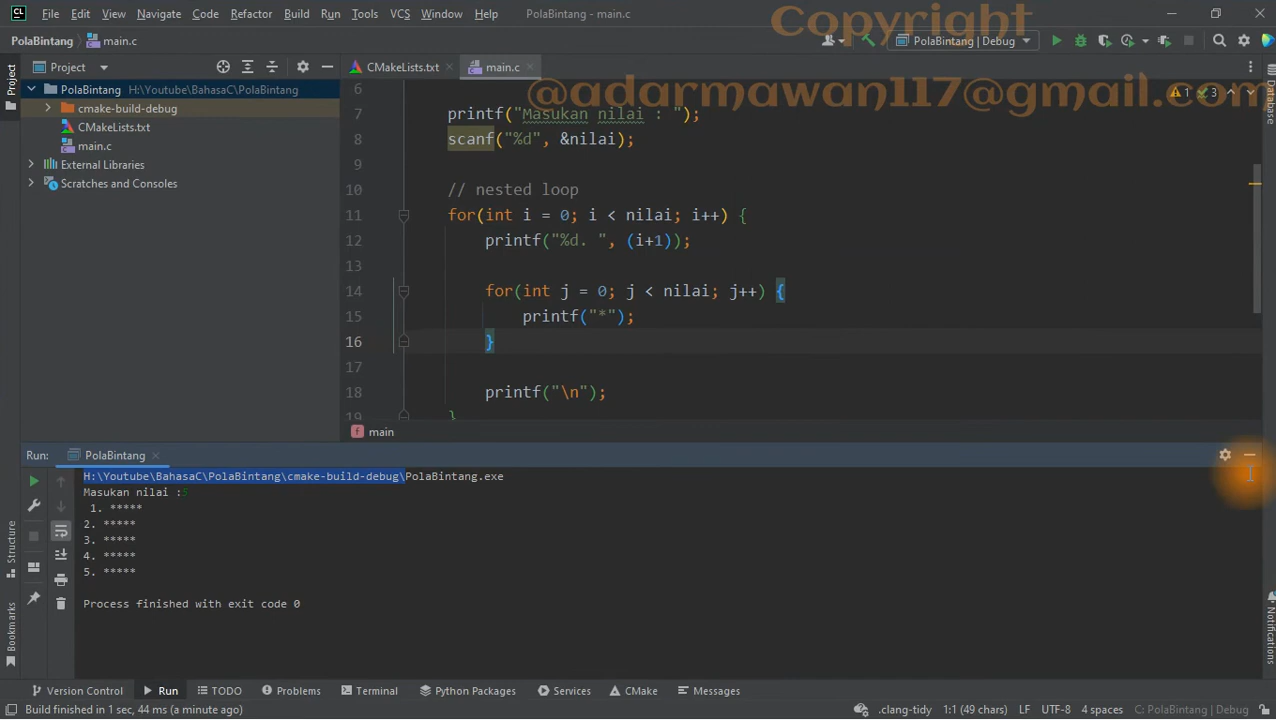 File Edit View Navigate Code Refactor Build Run Tools VCS Window Help PolaBintang - main.c
Copyright
PolaBintang main.c PolaBintang | Debug
Project CMakeLists.txt main.c
@adarmawan117@gmail.com
PolaBintang H:\Youtube\BahasaC\PolaBintang
cmake-build-debug
CMakeLists.txt
main.c
External Libraries
Scratches and Consoles
1 3
6
7 printf("Masukan nilai : ");
8 scanf("%d", &nilai);
9
10 // nested loop
11 for(int i = 0; i < nilai; i++) {
12 printf("%d. ", (i+1));
13
14 for(int j = 0; j < nilai; j++) {
15 printf("*");
16 }
17
18 printf("\n");
19 }
f main
Project
Database
Run: PolaBintang
H:\Youtube\BahasaC\PolaBintang\cmake-build-debug\PolaBintang.exe
Masukan nilai :5
1. *****
2. *****
3. *****
4. *****
5. *****
Process finished with exit code 0
Structure
Bookmarks
Notifications
Version Control Run TODO Problems Terminal Python Packages Services CMake Messages
Build finished in 1 sec, 44 ms (a minute ago) .clang-tidy 1:1 (49 chars) LF UTF-8 4 spaces C: PolaBintang | Debug